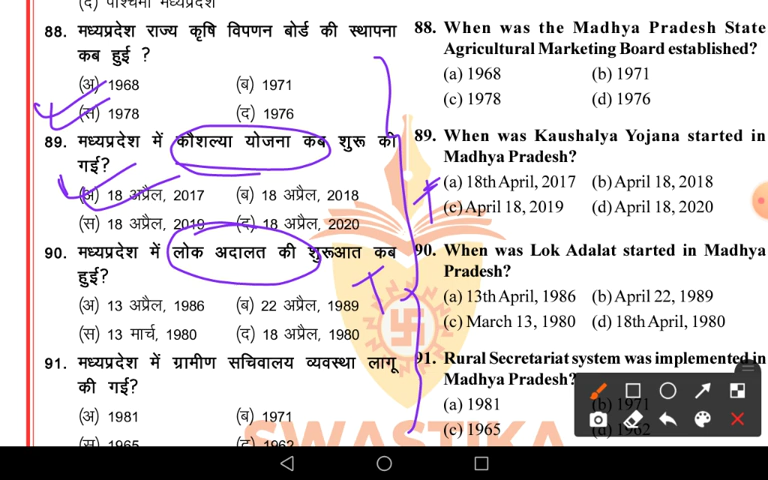 (द) पश्चिमी मध्यप्रदेश
88. मध्यप्रदेश राज्य कृषि विपणन बोर्ड की स्थापना
कब हुई ?
(अ) 1968 (ब) 1971
(स) 1978 (द) 1976
89. मध्यप्रदेश में कौशल्या योजना कब शुरू की
गई?
(अ) 18 अप्रैल, 2017 (ब) 18 अप्रैल, 2018
(स) 18 अप्रैल, 2019 (द) 18 अप्रैल, 2020
90. मध्यप्रदेश में लोक अदालत की शुरूआत कब
हुई?
(अ) 13 अप्रैल, 1986 (ब) 22 अप्रैल, 1989
(स) 13 मार्च, 1980 (द) 18 अप्रैल, 1980
91. मध्यप्रदेश में ग्रामीण सचिवालय व्यवस्था लागू
की गई?
(अ) 1981 (ब) 1971
(स) 1965 (द) 1962
88. When was the Madhya Pradesh State
Agricultural Marketing Board established?
(a) 1968 (b) 1971
(c) 1978 (d) 1976
89. When was Kaushalya Yojana started in
Madhya Pradesh?
(a) 18th April, 2017 (b) April 18, 2018
(c) April 18, 2019 (d) April 18, 2020
90. When was Lok Adalat started in Madhya
Pradesh?
(a) 13th April, 1986 (b) April 22, 1989
(c) March 13, 1980 (d) 18th April, 1980
91. Rural Secretariat system was implemented in
Madhya Pradesh?
(a) 1981 (b) 1971
(c) 1965 (d) 1962
SWASTIKA